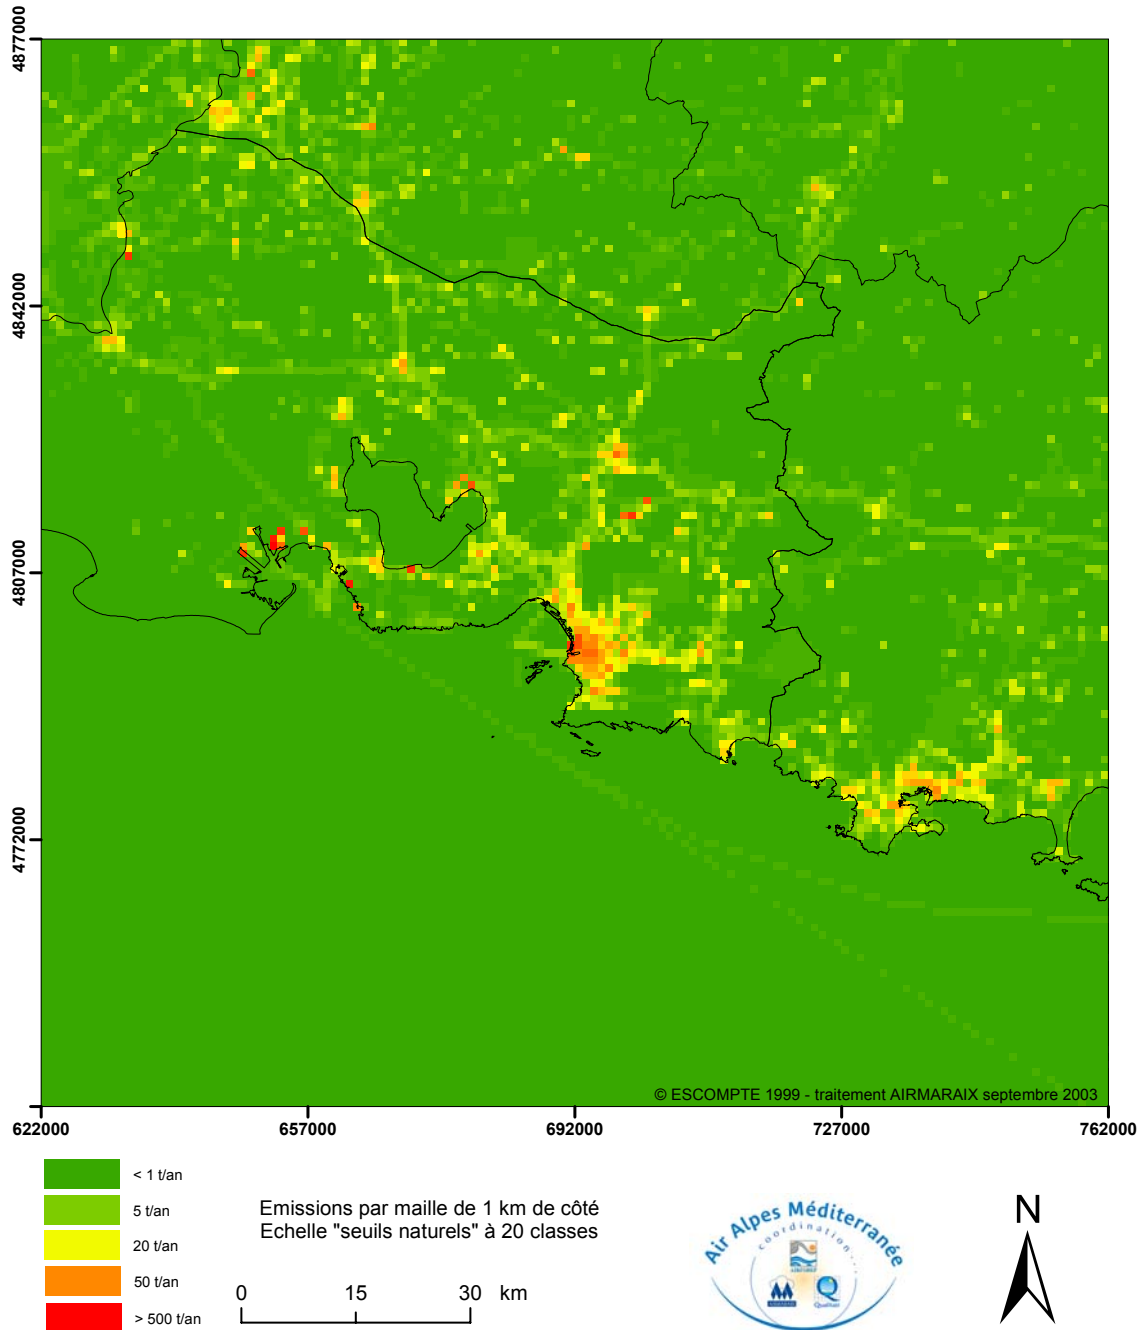 4877000
4842000
4807000
4772000
© ESCOMPTE 1999 - traitement AIRMARAIX septembre 2003
622000
657000
692000
727000
762000
< 1 t/an
5 t/an
20 t/an
50 t/an
> 500 t/an
Emissions par maille de 1 km de côté
Echelle "seuils naturels" à 20 classes
0
15
30 km
Air Alpes Méditerranée
coordination...
Qualitair
N